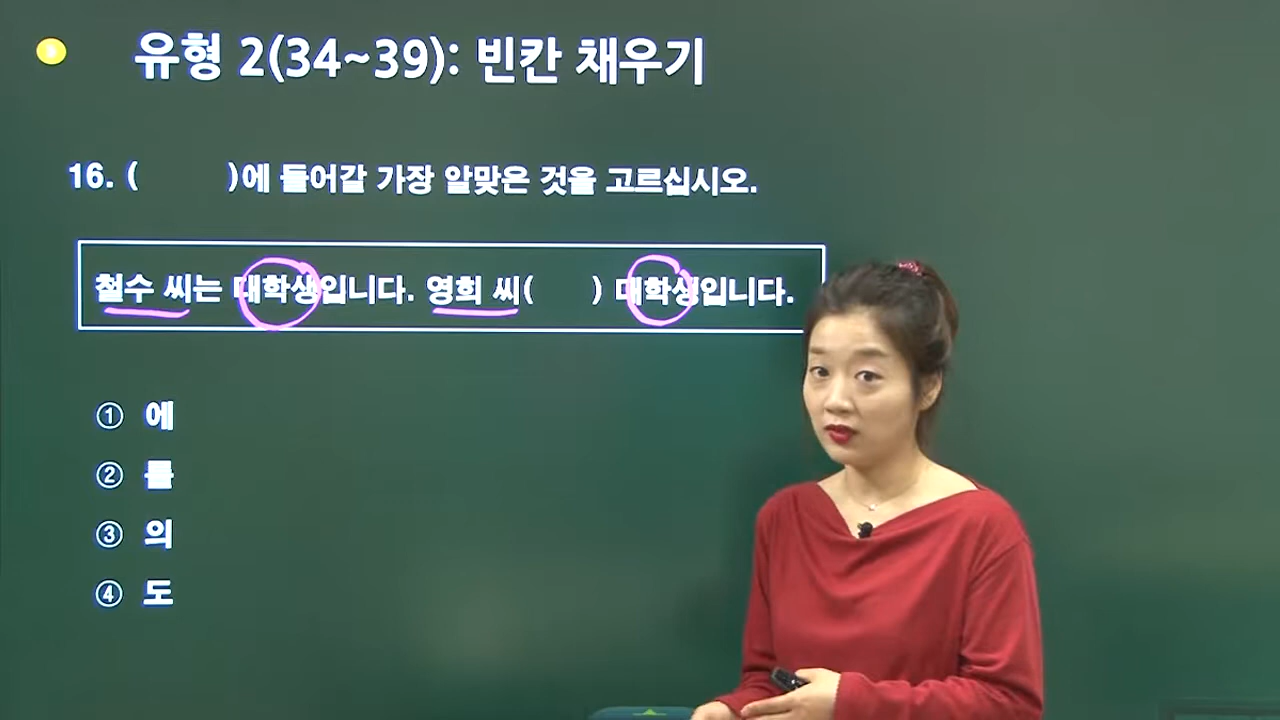 유형 2(34~39): 빈칸 채우기
16. ( )에 들어갈 가장 알맞은 것을 고르십시오.
철수 씨는 대학생입니다. 영희 씨( ) 대학생입니다.
① 에
② 를
③ 의
④ 도